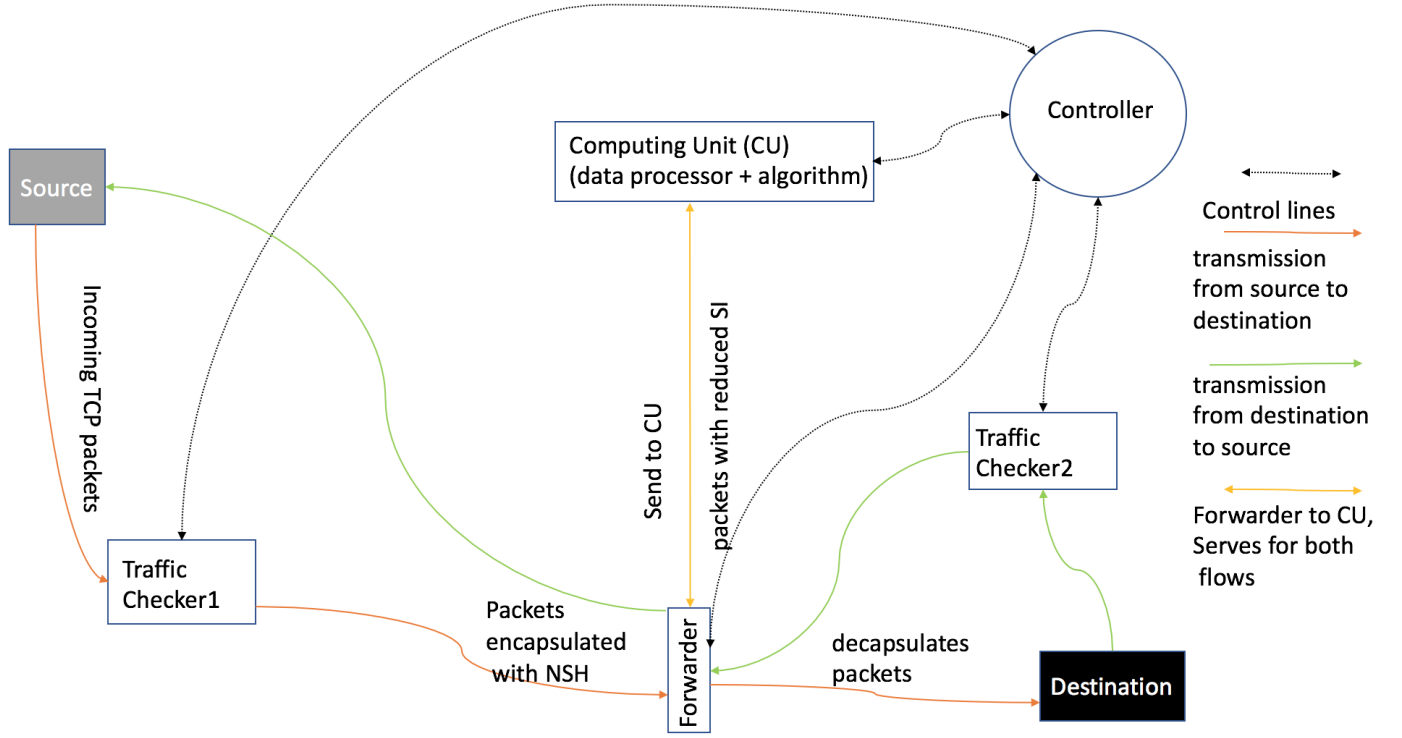 Controller
Computing Unit (CU)
(data processor + algorithm)
Source
Control lines
transmission
from source to
destination
Incoming TCP packets
packets with reduced SI
Send to CU
transmission
from destination
to source
Traffic
Checker2
Forwarder to CU,
Serves for both
flows
Traffic
Checker1
Packets
encapsulated
with NSH
Forwarder
decapsulates
packets
Destination